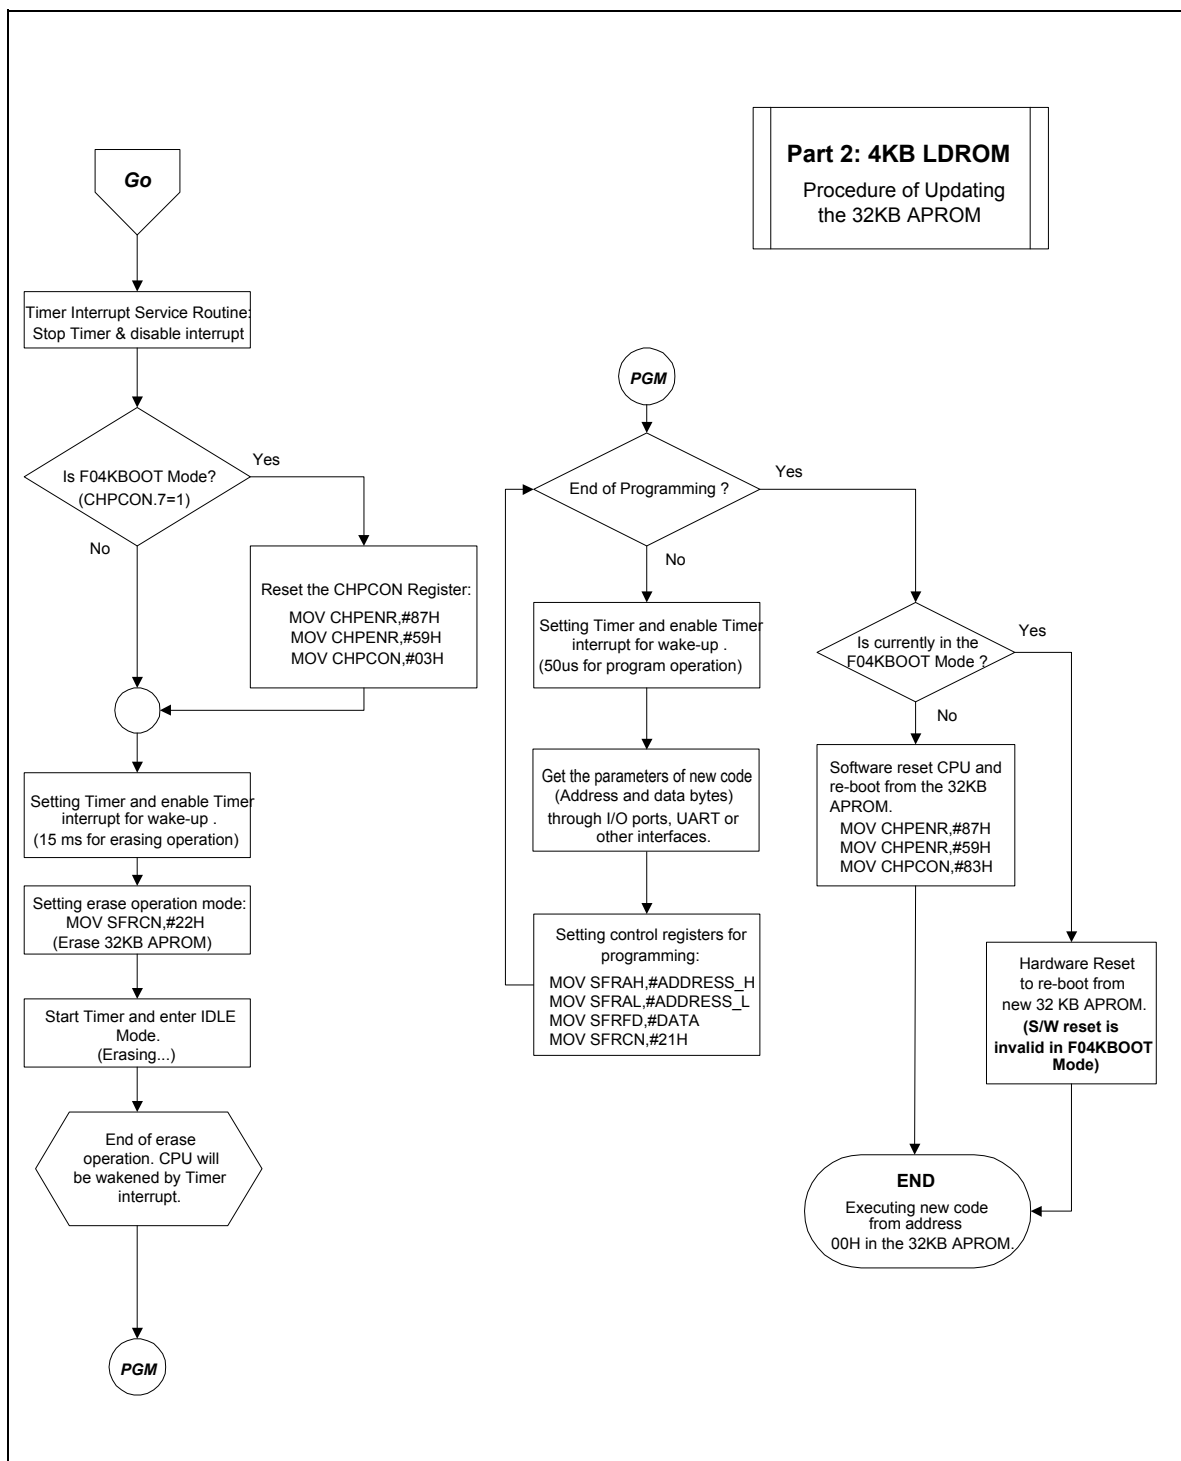 Part 2: 4KB LDROM
Procedure of Updating
the 32KB APROM
Go
Timer Interrupt Service Routine:
Stop Timer & disable interrupt
Is F04KBOOT Mode?
(CHPCON.7=1)
Yes
No
Reset the CHPCON Register:
MOV CHPENR,#87H
MOV CHPENR,#59H
MOV CHPCON,#03H
Setting Timer and enable Timer
interrupt for wake-up .
(15 ms for erasing operation)
Setting erase operation mode:
MOV SFRCN,#22H
(Erase 32KB APROM)
Start Timer and enter IDLE
Mode.
(Erasing...)
End of erase
operation. CPU will
be wakened by Timer
interrupt.
PGM
PGM
End of Programming ?
Yes
No
Setting Timer and enable Timer
interrupt for wake-up .
(50us for program operation)
Get the parameters of new code
(Address and data bytes)
through I/O ports, UART or
other interfaces.
Setting control registers for
programming:
MOV SFRAH,#ADDRESS_H
MOV SFRAL,#ADDRESS_L
MOV SFRFD,#DATA
MOV SFRCN,#21H
Is currently in the
F04KBOOT Mode ?
Yes
No
Software reset CPU and
re-boot from the 32KB
APROM.
MOV CHPENR,#87H
MOV CHPENR,#59H
MOV CHPCON,#83H
Hardware Reset
to re-boot from
new 32 KB APROM.
(S/W reset is
invalid in F04KBOOT
Mode)
END
Executing new code
from address
00H in the 32KB APROM.